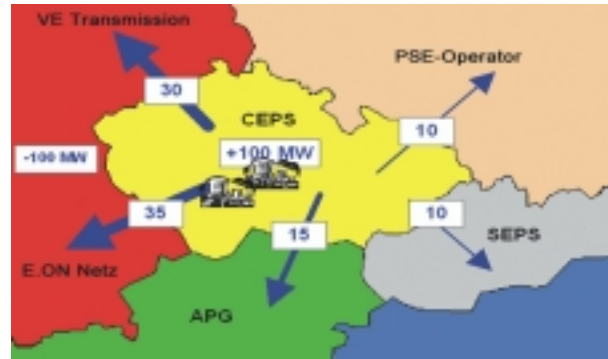 VE Transmission
PSE-Operator
30
CEPS
10
-100 MW
+100 MW
35
15
10
SEPS
E.ON Netz
APG